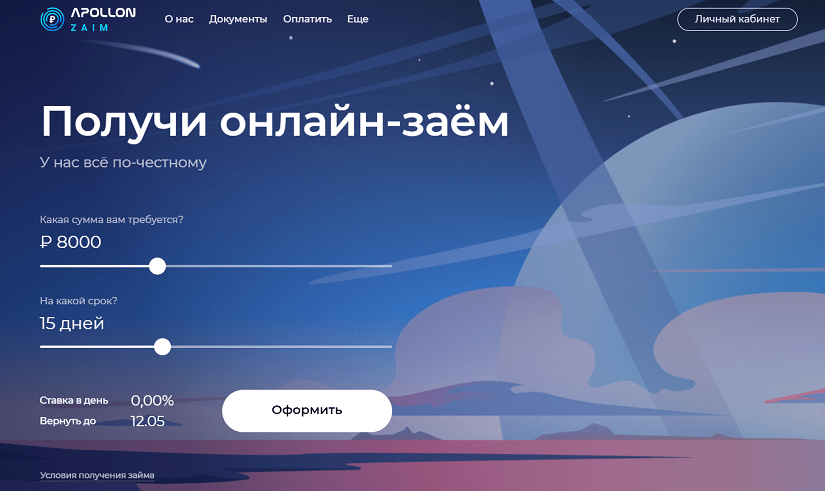 APOLLON
ZAIM
О нас Документы Оплатить Еще
Личный кабинет
Получи онлайн-заём
У нас всё по-честному
Какая сумма вам требуется?
₽ 8000
На какой срок?
15 дней
Ставка в день 0,00%
Вернуть до 12.05
Оформить
Условия получения займа